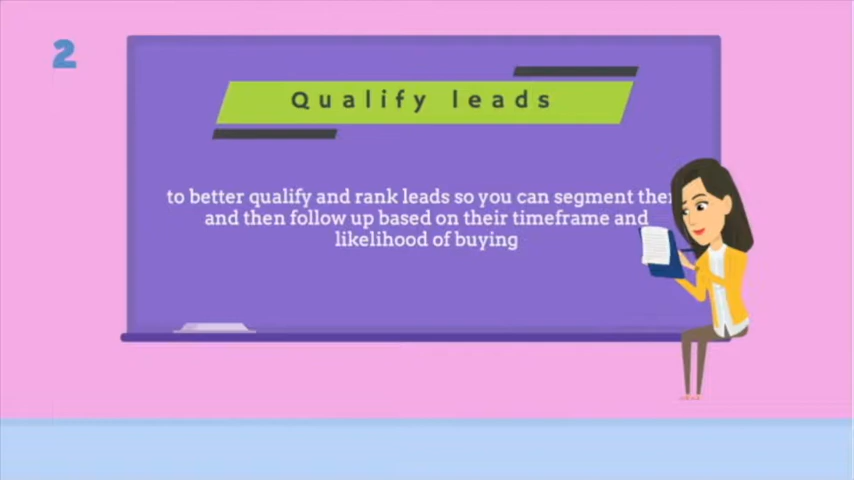 2
Qualify leads
to better qualify and rank leads so you can segment
and then follow up based on their timeframe and
likelihood of buying